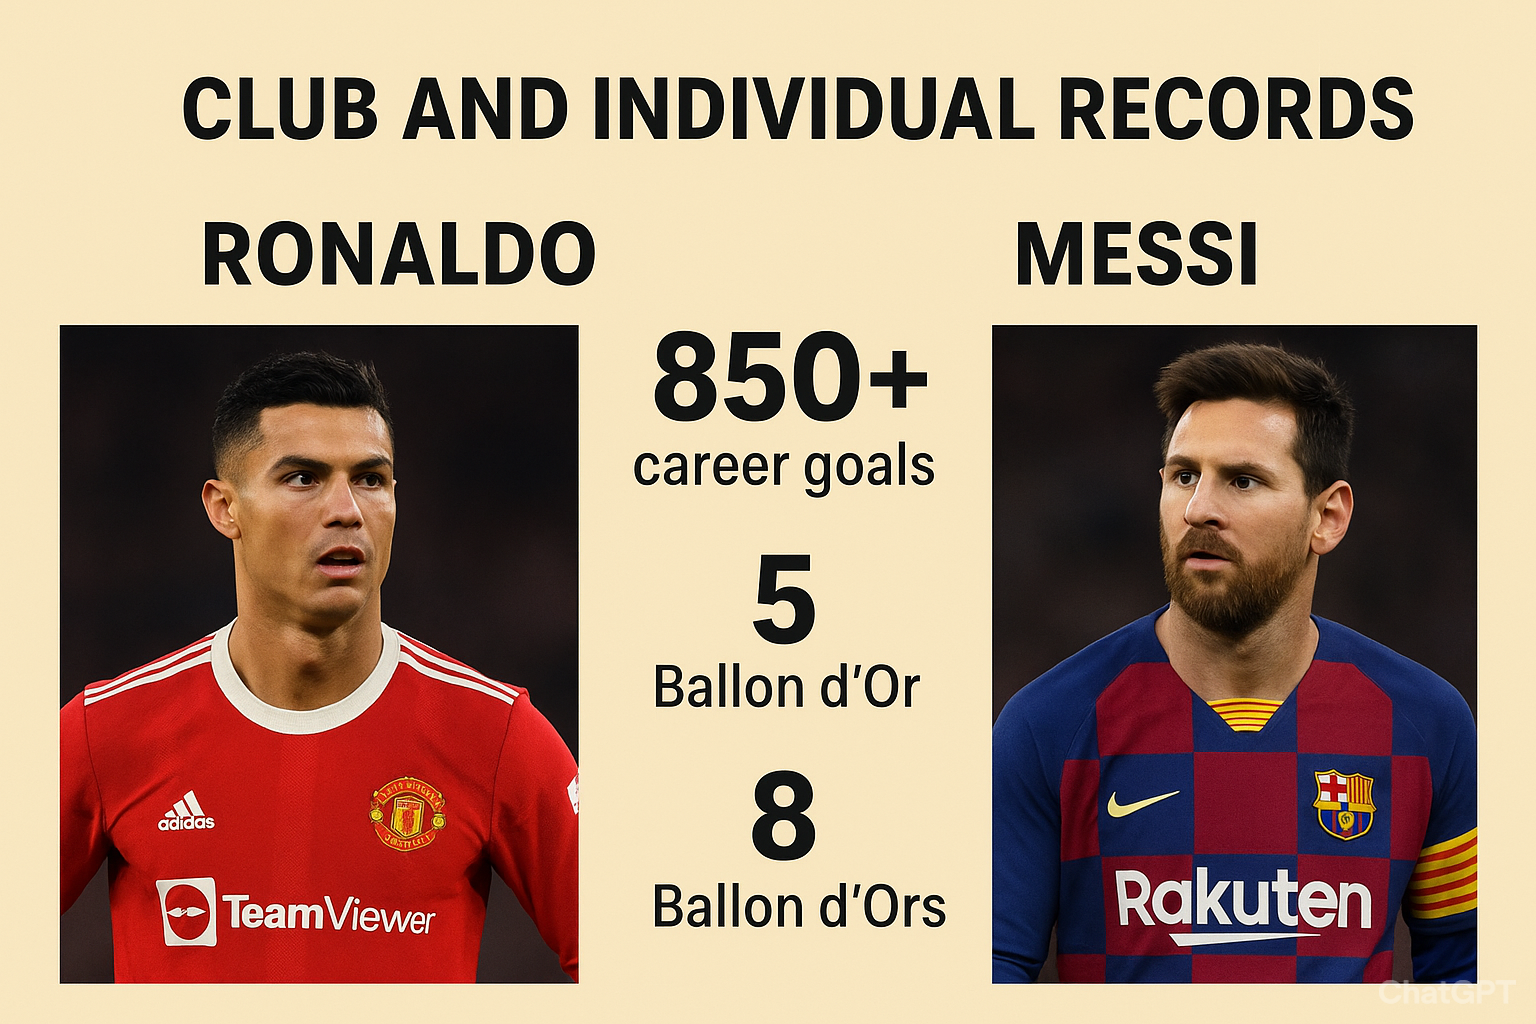 CLUB AND INDIVIDUAL RECORDS
RONALDO
MESSI
850+
career goals
5
Ballon d’Or
8
Ballon d’Ors
adidas
TeamViewer
Rakuten
ChatGPT